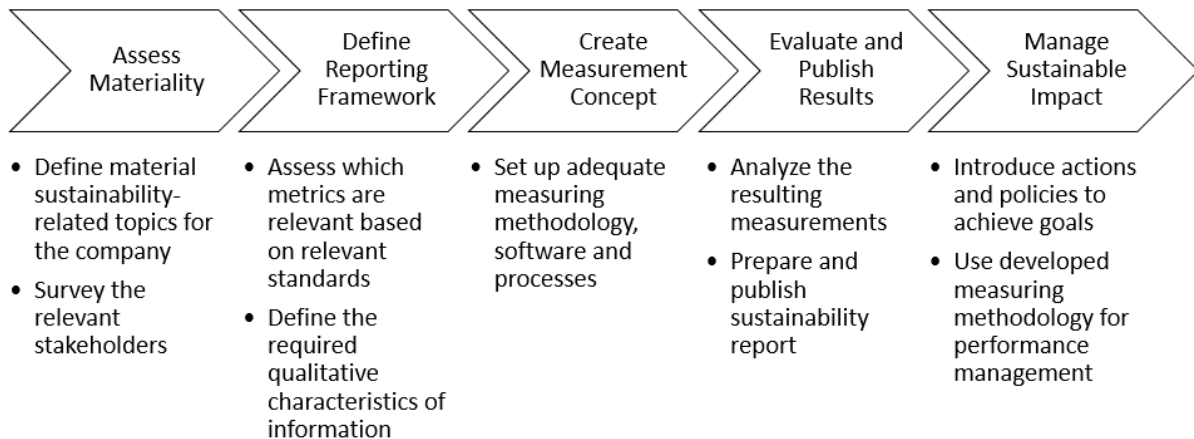 Assess
Materiality
Define
Reporting
Framework
Create
Measurement
Concept
Evaluate and
Publish
Results
Manage
Sustainable
Impact
• Define material
sustainability-
related topics for
the company
• Survey the
relevant
stakeholders
• Assess which
metrics are
relevant based
on relevant
standards
• Define the
required
qualitative
characteristics of
information
• Set up adequate
measuring
methodology,
software and
processes
• Analyze the
resulting
measurements
• Prepare and
publish
sustainability
report
• Introduce actions
and policies to
achieve goals
• Use developed
measuring
methodology for
performance
management